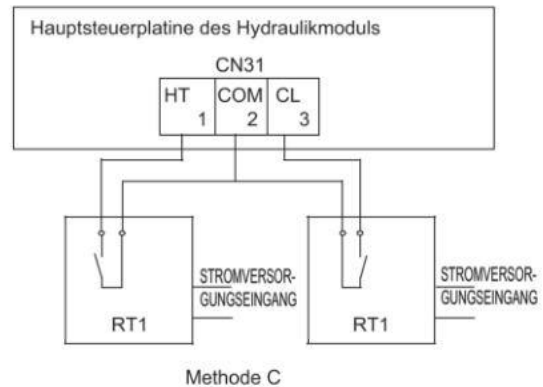 Hauptsteuerplatine des Hydraulikmoduls
CN31
HT COM CL
1 2 3
STROMVERSOR-
GUNGSEINGANG
RT1
STROMVERSOR-
GUNGSEINGANG
RT1
Methode C